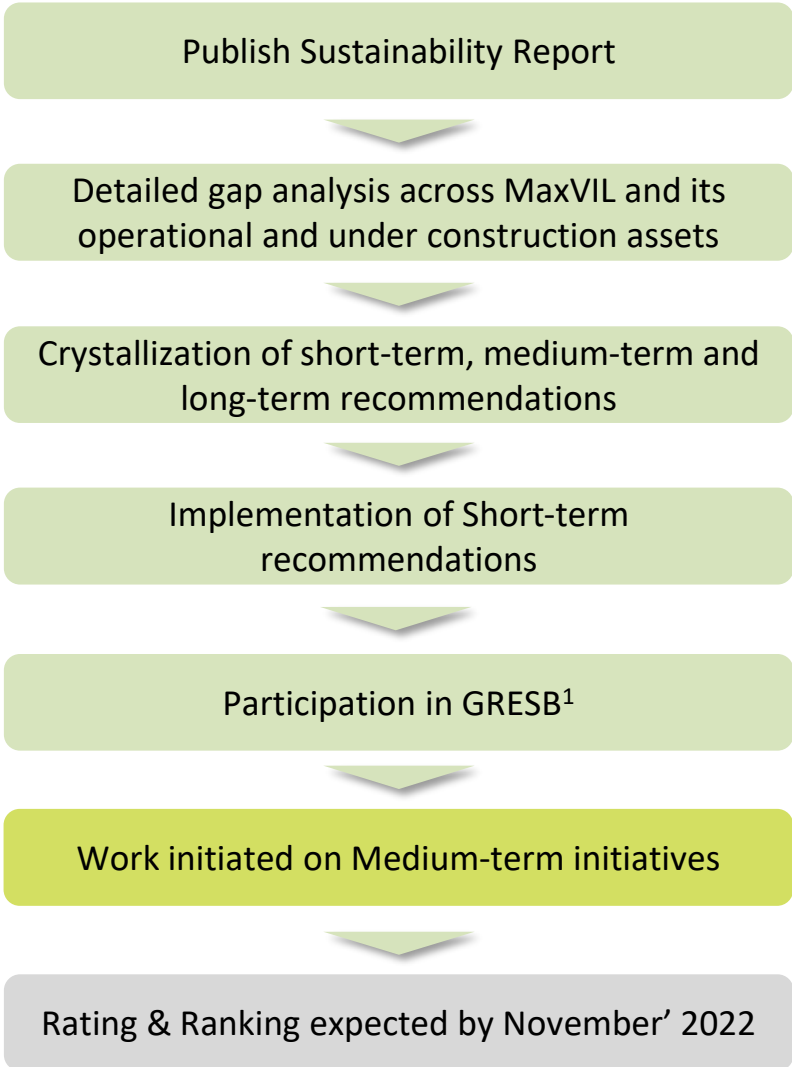 Publish Sustainability Report
Detailed gap analysis across MaxVIL and its
operational and under construction assets
Crystallization of short-term, medium-term and
long-term recommendations
Implementation of Short-term
recommendations
Participation in GRESB¹
Work initiated on Medium-term initiatives
Rating & Ranking expected by November’ 2022